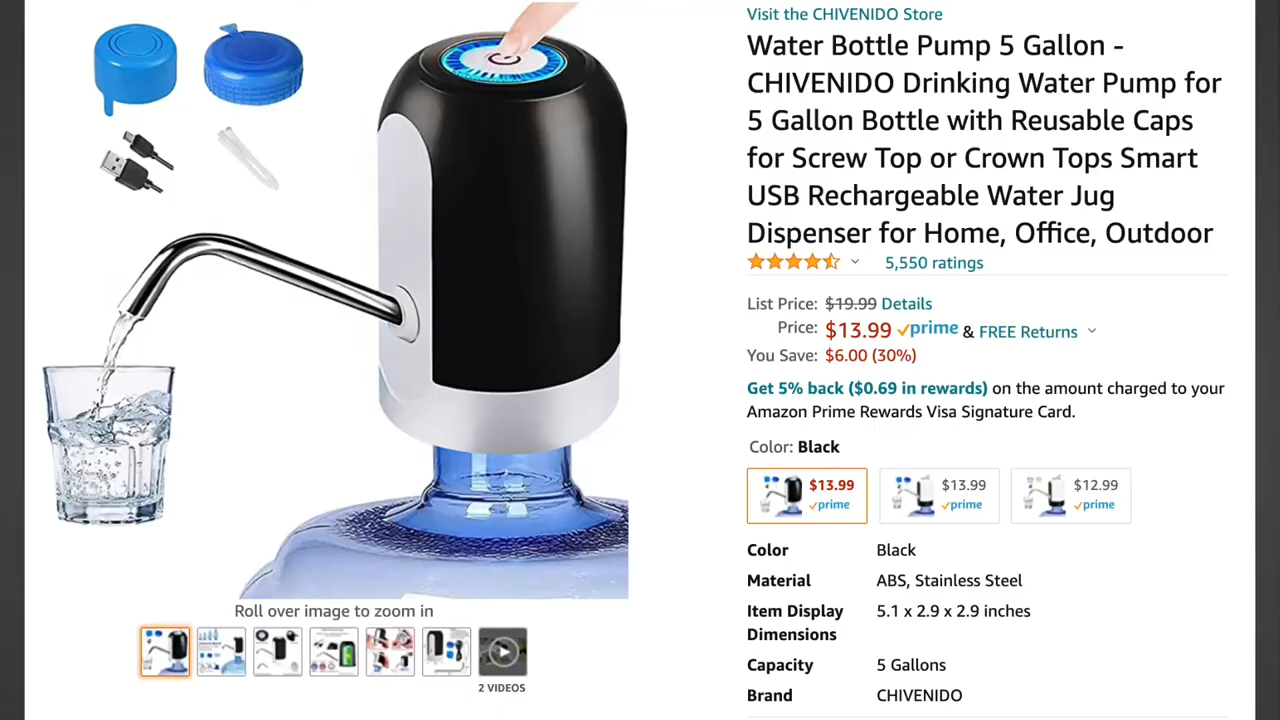 Visit the CHIVENIDO Store
Water Bottle Pump 5 Gallon -
CHIVENIDO Drinking Water Pump for
5 Gallon Bottle with Reusable Caps
for Screw Top or Crown Tops Smart
USB Rechargeable Water Jug
Dispenser for Home, Office, Outdoor
5,550 ratings
List Price: $19.99 Details
Price: $13.99 prime & FREE Returns
You Save: $6.00 (30%)
Get 5% back ($0.69 in rewards) on the amount charged to your
Amazon Prime Rewards Visa Signature Card.
Color: Black
$13.99 prime
$13.99 prime
$12.99 prime
Color Black
Material ABS, Stainless Steel
Item Display Dimensions 5.1 x 2.9 x 2.9 inches
Capacity 5 Gallons
Brand CHIVENIDO
Roll over image to zoom in
2 VIDEOS